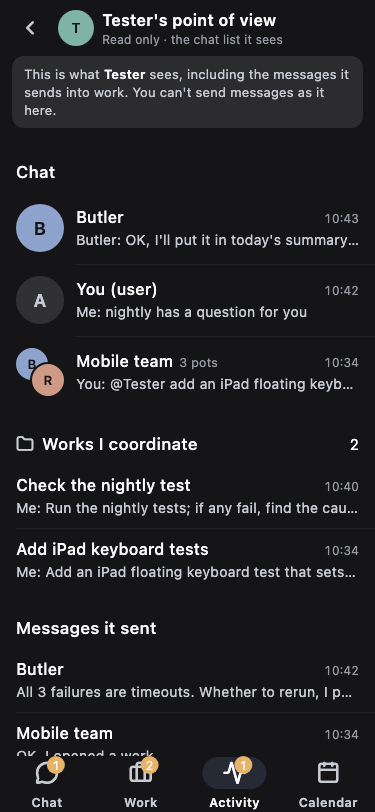 T
Tester's point of view
Read only · the chat list it sees
This is what Tester sees, including the messages it
sends into work. You can't send messages as it
here.
Chat
B
Butler
10:43
Butler: OK, I'll put it in today's summary…
A
You (user)
10:42
Me: nightly has a question for you
B
R
Mobile team 3 pots
10:34
You: @Tester add an iPad floating keyb…
Works I coordinate
2
Check the nightly test
10:40
Me: Run the nightly tests; if any fail, find the cau…
Add iPad keyboard tests
10:34
Me: Add an iPad floating keyboard test that sets…
Messages it sent
Butler
10:42
All 3 failures are timeouts. Whether to rerun, I p…
Mobile team
10:34
OK, I opened a work
1
2
1
Chat
Work
Activity
Calendar